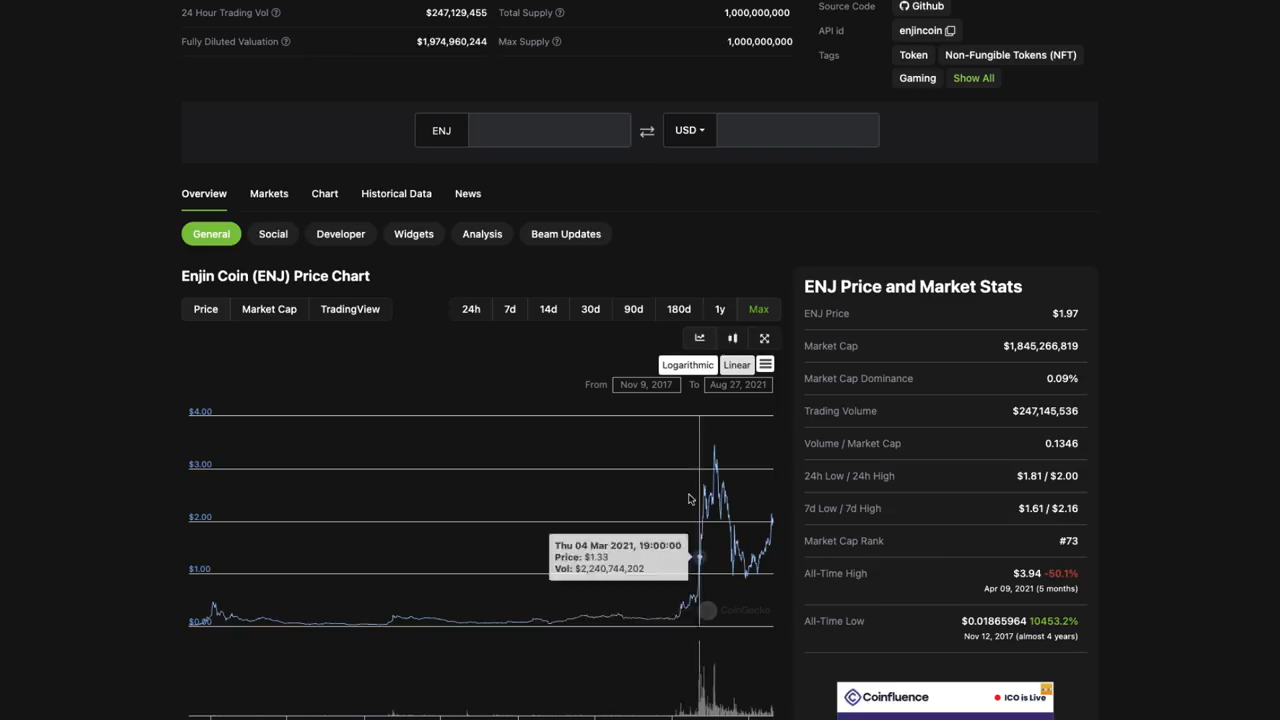 24 Hour Trading Vol $247,129,455 Total Supply 1,000,000,000
Fully Diluted Valuation $1,974,960,244 Max Supply 1,000,000,000
Source Code Github
API id enjincoin
Tags Token Non-Fungible Tokens (NFT)
Gaming Show All
ENJ USD
Overview Markets Chart Historical Data News
General Social Developer Widgets Analysis Beam Updates
Enjin Coin (ENJ) Price Chart
Price Market Cap TradingView 24h 7d 14d 30d 90d 180d 1y Max
Logarithmic Linear
From Nov 9, 2017 To Aug 27, 2021
$4.00
$3.00
$2.00
$1.00
$0.00
Thu 04 Mar 2021, 19:00:00
Price: $1.33
Vol: $2,240,744,202
CoinGecko
ENJ Price and Market Stats
ENJ Price $1.97
Market Cap $1,845,266,819
Market Cap Dominance 0.09%
Trading Volume $247,145,536
Volume / Market Cap 0.1346
24h Low / 24h High $1.81 / $2.00
7d Low / 7d High $1.61 / $2.16
Market Cap Rank #73
All-Time High $3.94 -50.1%
Apr 09, 2021 (5 months)
All-Time Low $0.01865964 10453.2%
Nov 12, 2017 (almost 4 years)
Coinfluence ICO is Live